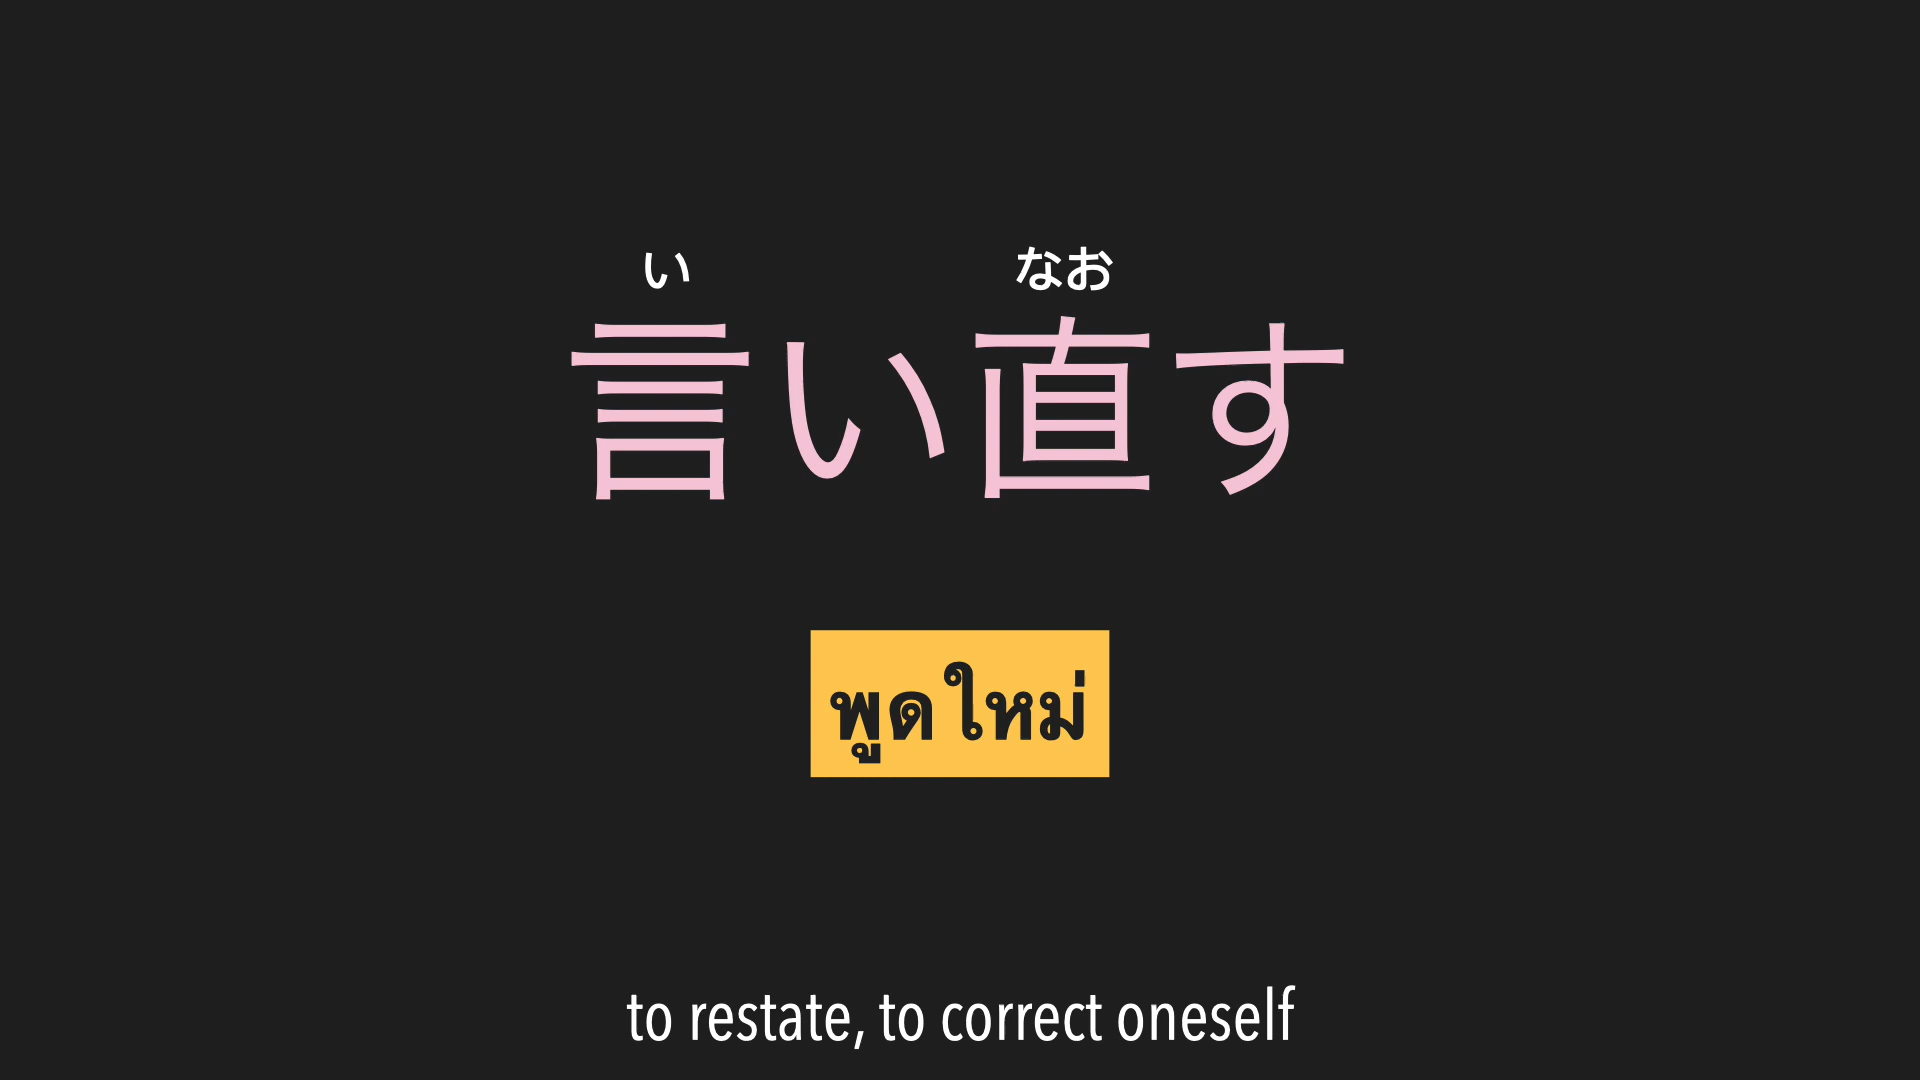 い なお
言い直す
พูดใหม่
to restate, to correct oneself